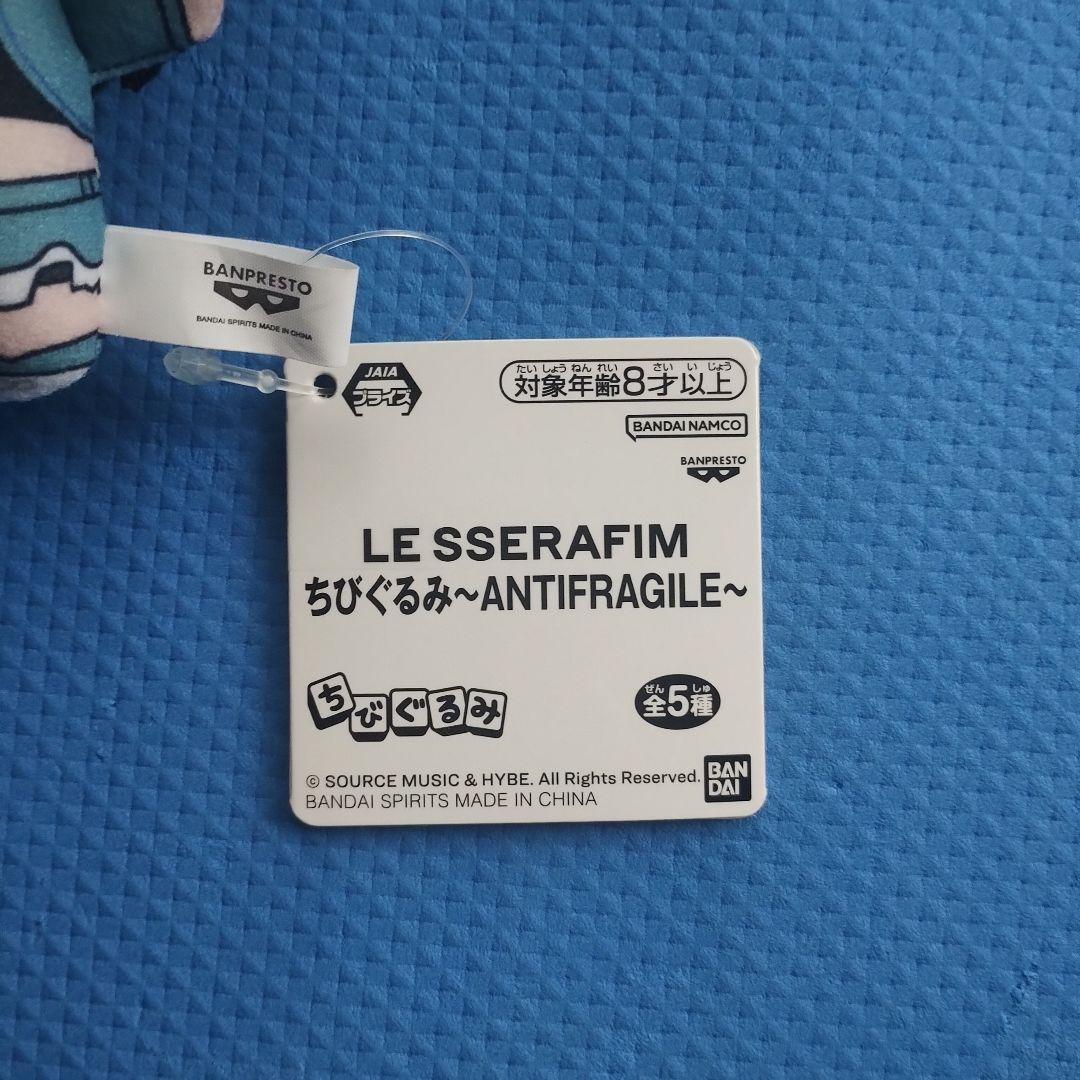 BANPRESTO
BANDAI SPIRITS MADE IN CHINA
JAIA
プライズ
たいしょうねんれい さいいじょう
対象年齢8才以上
BANDAI NAMCO
BANPRESTO
LE SSERAFIM
ちびぐるみ～ANTIFRAGILE～
ちびぐるみ
ぜん しゅ
全5種
© SOURCE MUSIC & HYBE. All Rights Reserved.
BANDAI SPIRITS MADE IN CHINA
BAN
DAI